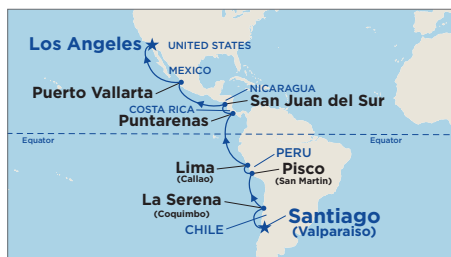 Los Angeles
UNITED STATES
MEXICO
Puerto Vallarta
NICARAGUA
San Juan del Sur
COSTA RICA
Puntarenas
Equator
Equator
PERU
Lima
(Callao)
Pisco
(San Martin)
La Serena
(Coquimbo)
Santiago
(Valparaiso)
CHILE